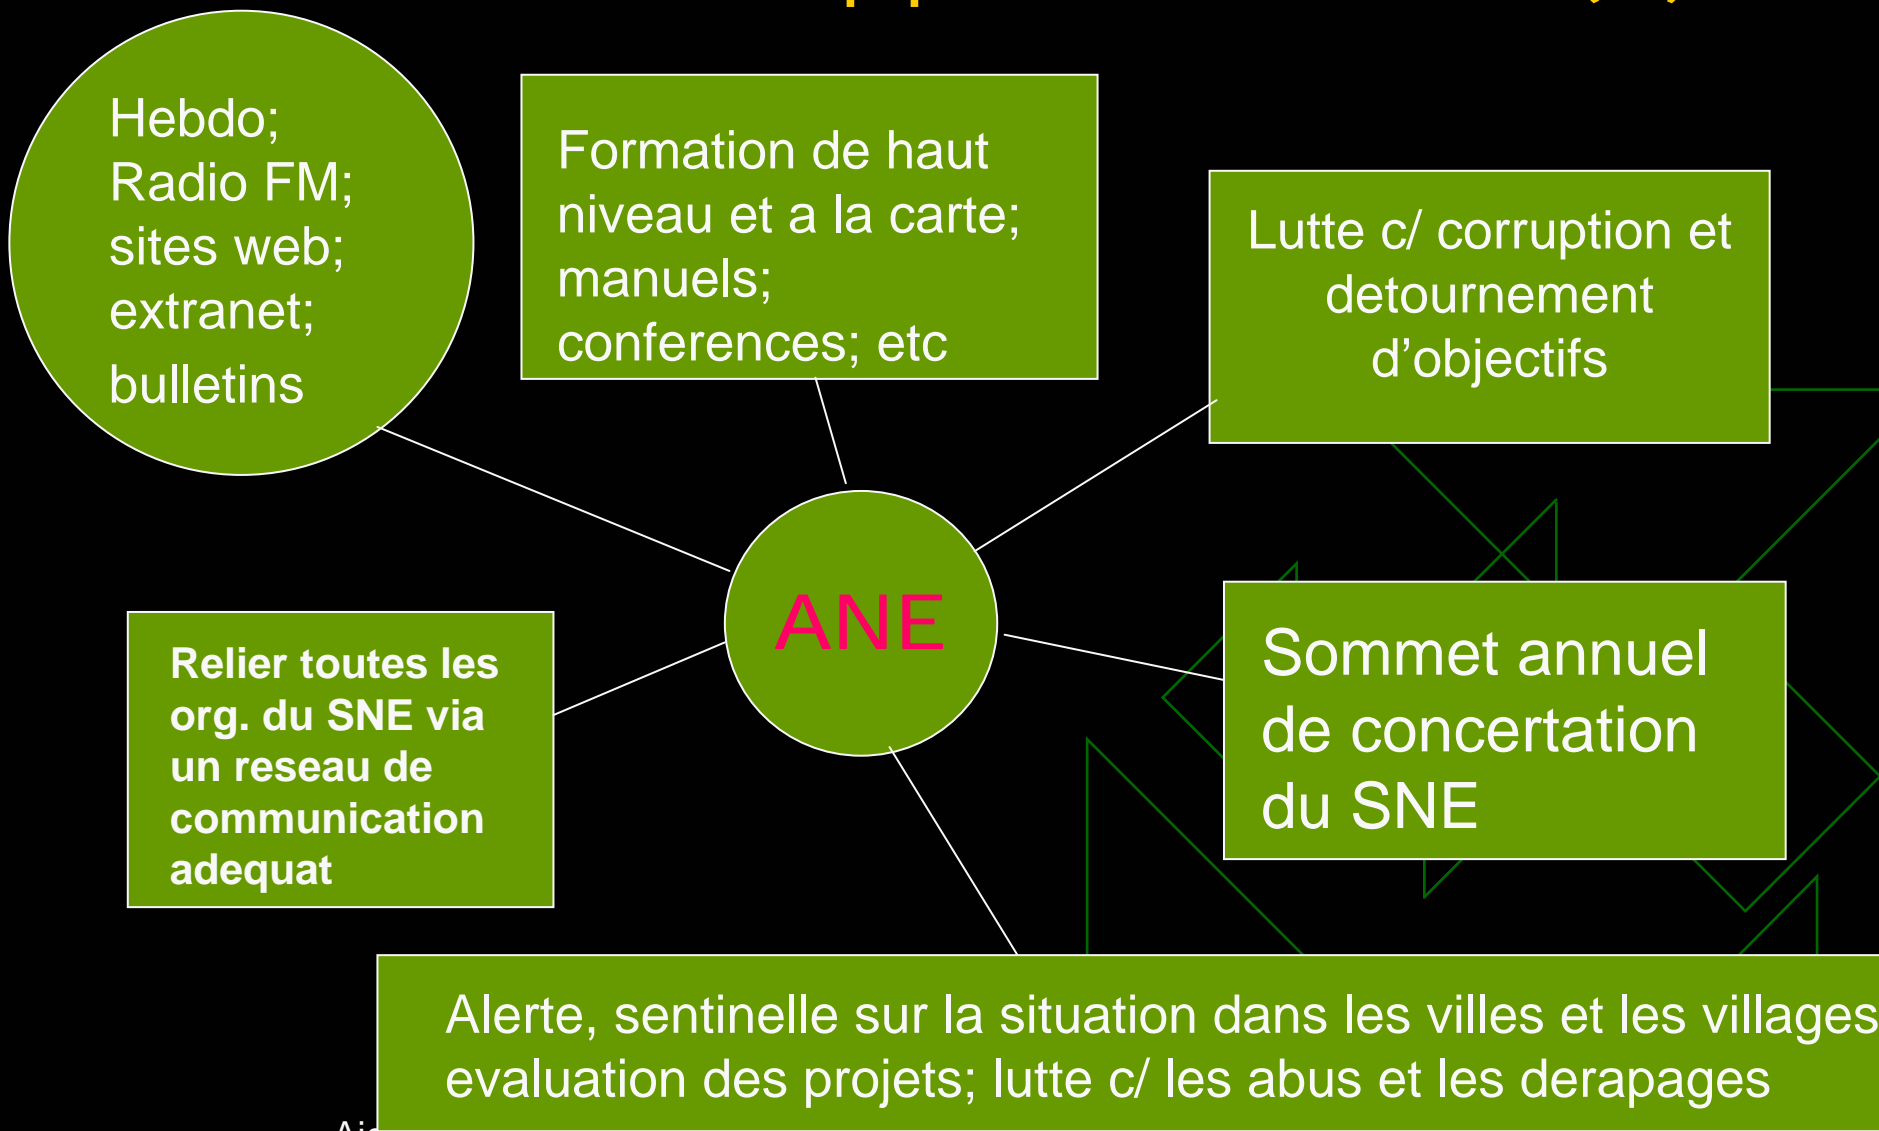 Hebdo;
Radio FM;
sites web;
extranet;
bulletins
Formation de haut
niveau et a la carte;
manuels;
conferences; etc
Lutte c/ corruption et
detournement
d’objectifs
ANE
Relier toutes les
org. du SNE via
un reseau de
communication
adequat
Sommet annuel
de concertation
du SNE
Alerte, sentinelle sur la situation dans les villes et les villages
evaluation des projets; lutte c/ les abus et les derapages